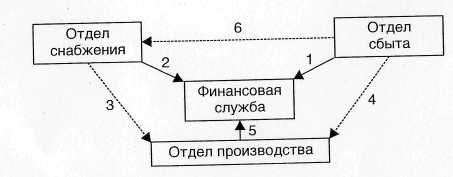 Отдел
снабжения
6
Отдел
сбыта
2
1
Финансовая
служба
3
4
5
Отдел производства